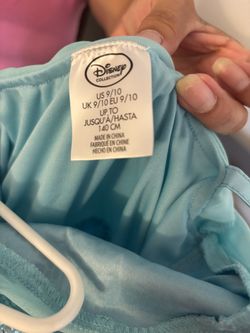 Disney
COLLECTION
US 9/10
UK 9/10 EU 9/10
UP TO
JUSQU'À/HASTA
140 CM
MADE IN CHINA
FABRIQUÉ EN CHINE
HECHO EN CHINA